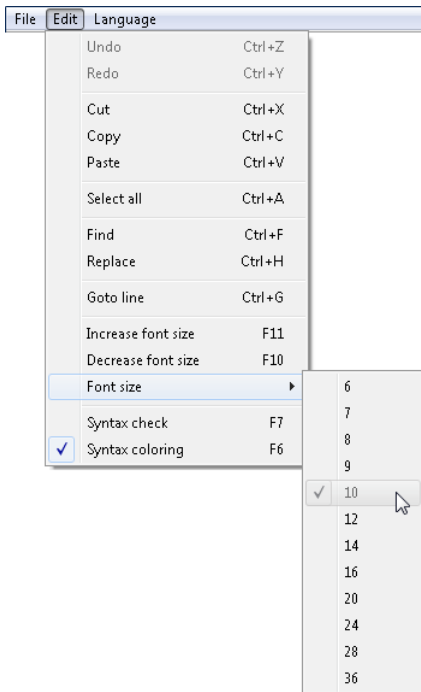 File Edit Language
Undo Ctrl+Z
Redo Ctrl+Y
Cut Ctrl+X
Copy Ctrl+C
Paste Ctrl+V
Select all Ctrl+A
Find Ctrl+F
Replace Ctrl+H
Goto line Ctrl+G
Increase font size F11
Decrease font size F10
Font size
Syntax check F7
Syntax coloring F6
6
7
8
9
10
12
14
16
20
24
28
36